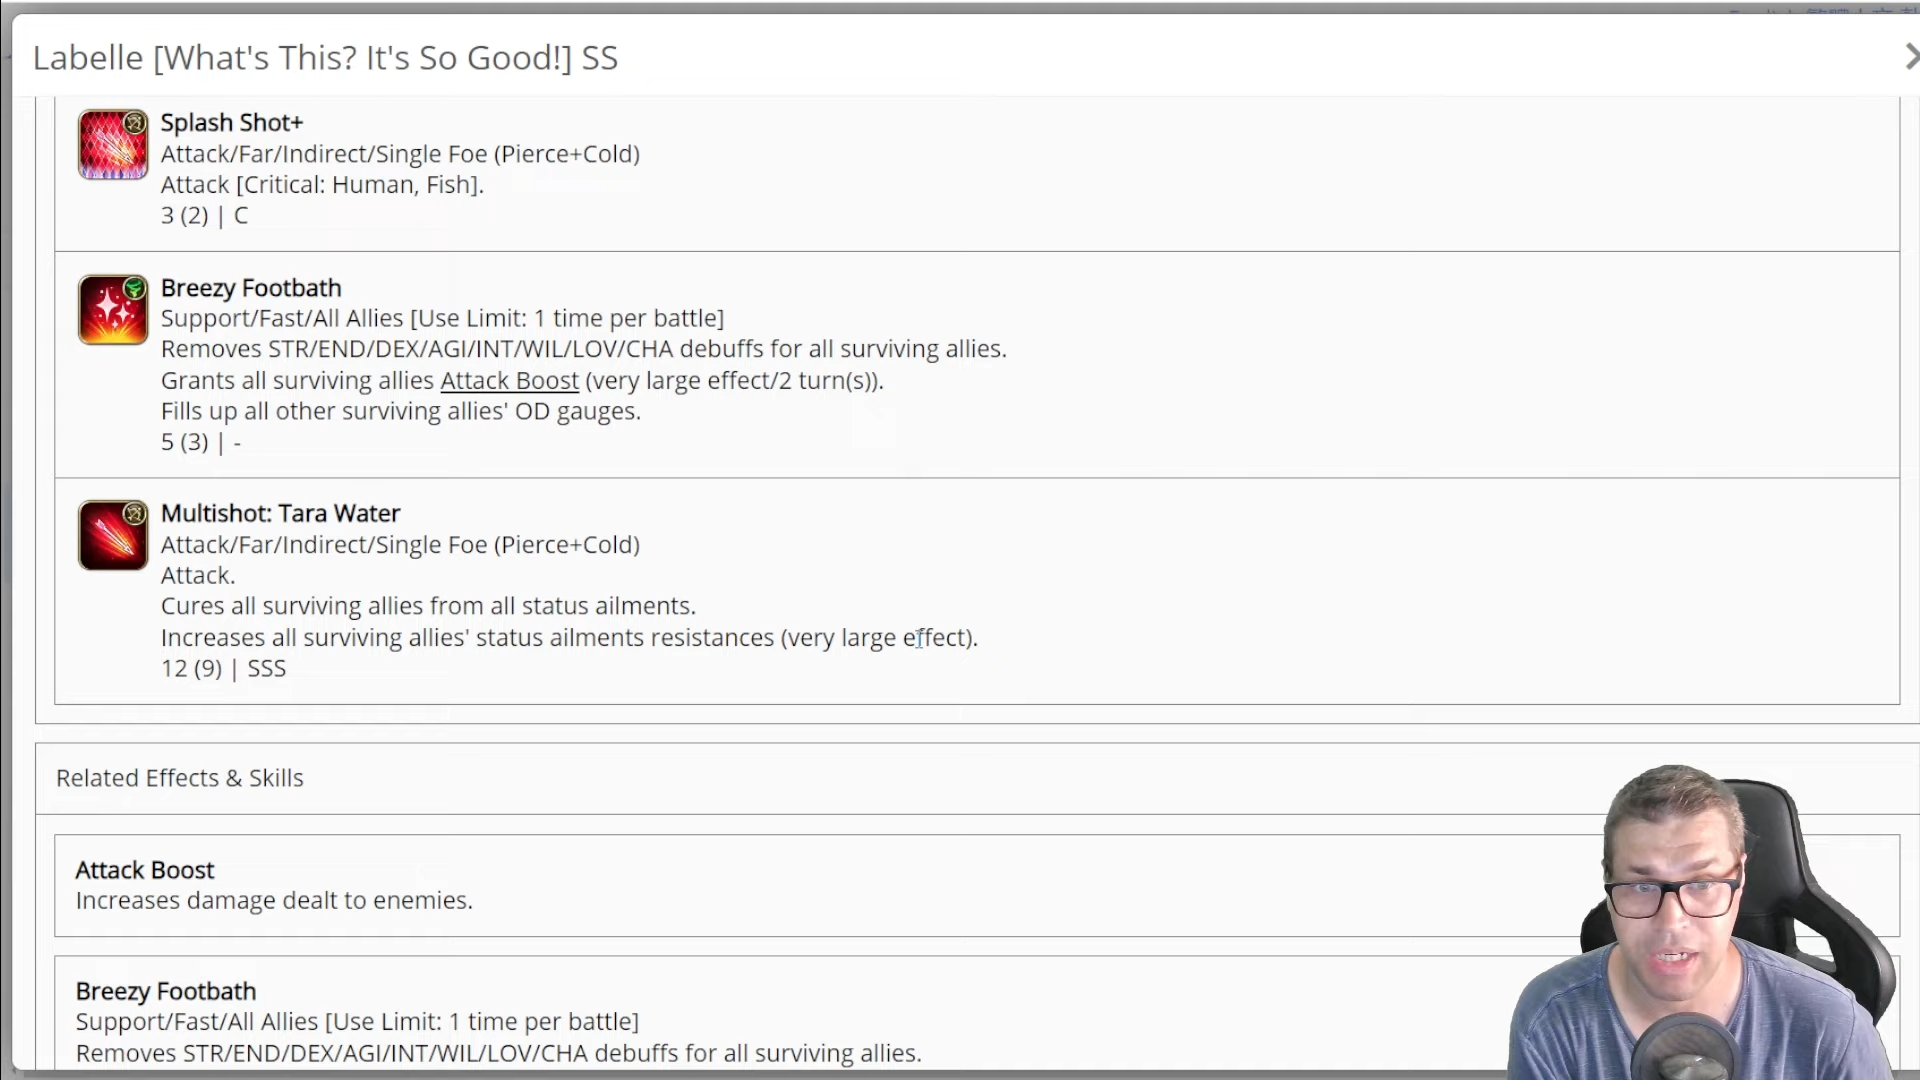 Labelle [What's This? It's So Good!] SS
Splash Shot+
Attack/Far/Indirect/Single Foe (Pierce+Cold)
Attack [Critical: Human, Fish].
3 (2) | C
Breezy Footbath
Support/Fast/All Allies [Use Limit: 1 time per battle]
Removes STR/END/DEX/AGI/INT/WIL/LOV/CHA debuffs for all surviving allies.
Grants all surviving allies Attack Boost (very large effect/2 turn(s)).
Fills up all other surviving allies' OD gauges.
5 (3) | -
Multishot: Tara Water
Attack/Far/Indirect/Single Foe (Pierce+Cold)
Attack.
Cures all surviving allies from all status ailments.
Increases all surviving allies' status ailments resistances (very large effect).
12 (9) | SSS
Related Effects & Skills
Attack Boost
Increases damage dealt to enemies.
Breezy Footbath
Support/Fast/All Allies [Use Limit: 1 time per battle]
Removes STR/END/DEX/AGI/INT/WIL/LOV/CHA debuffs for all surviving allies.